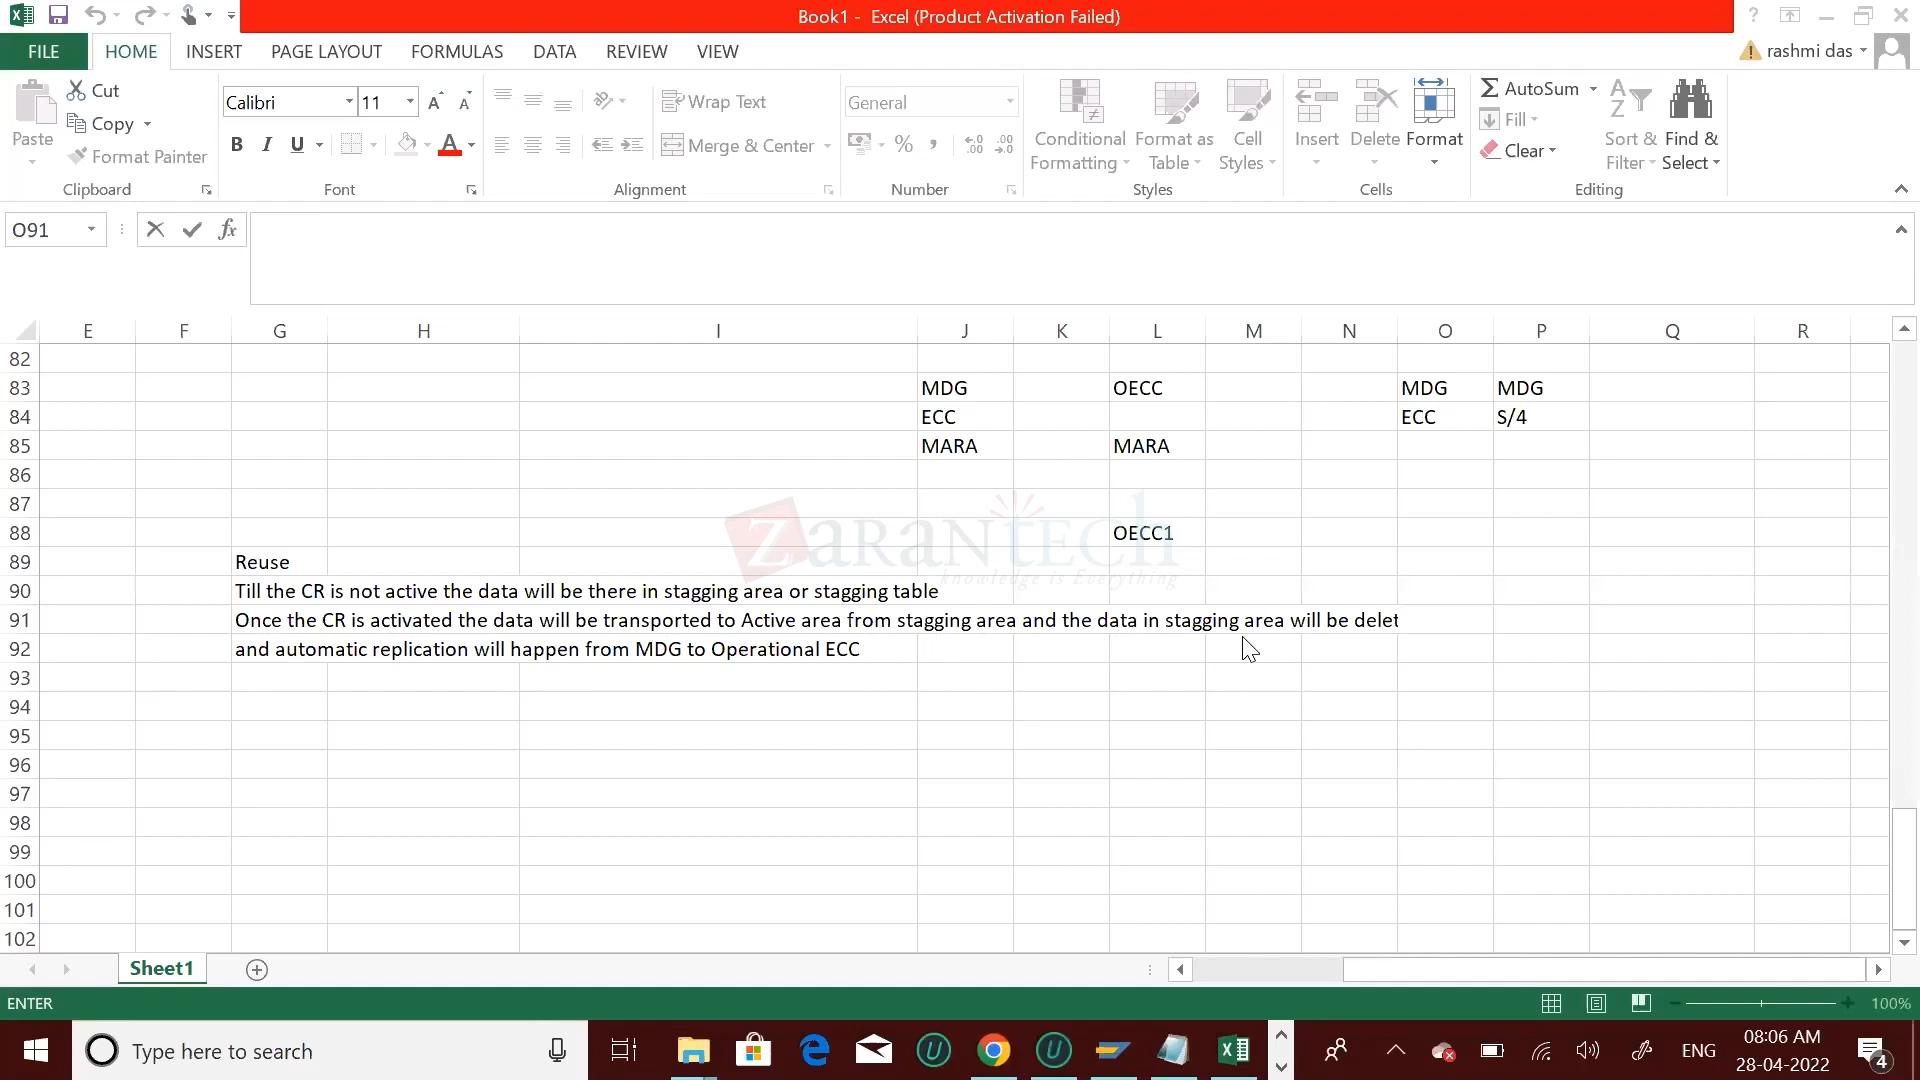 Book1 - Excel (Product Activation Failed)
?
FILE HOME INSERT PAGE LAYOUT FORMULAS DATA REVIEW VIEW
rashmi das
Paste
Cut
Copy
Format Painter
Clipboard
Calibri 11
B I U A
Font
Wrap Text
Merge & Center
Alignment
General
% ,
Number
Conditional Formatting
Format as Table
Cell Styles
Styles
Insert
Delete
Format
Cells
AutoSum
Fill
Clear
Sort & Filter
Find & Select
Editing
O91
fx
E F G H I J K L M N O P Q R
82
83 MDG OECC MDG MDG
84 ECC ECC S/4
85 MARA MARA
86
87
88 OECC1
zarantech
knowledge is Everything
89 Reuse
90 Till the CR is not active the data will be there in stagging area or stagging table
91 Once the CR is activated the data will be transported to Active area from stagging area and the data in stagging area will be delet
92 and automatic replication will happen from MDG to Operational ECC
93
94
95
96
97
98
99
100
101
102
Sheet1
ENTER
100%
Type here to search
ENG
08:06 AM
28-04-2022
4